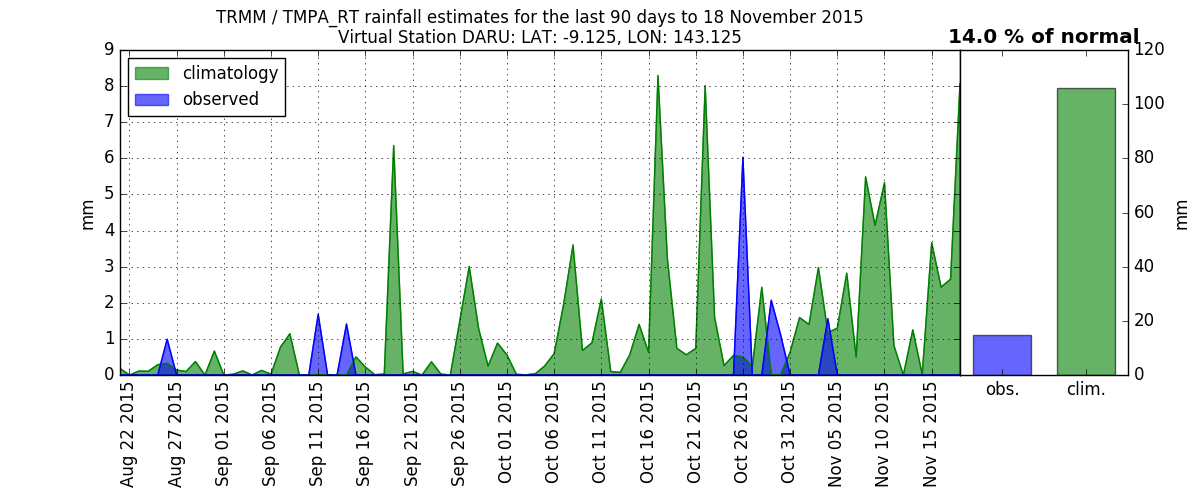 TRMM / TMPA_RT rainfall estimates for the last 90 days to 18 November 2015
Virtual Station DARU: LAT: -9.125, LON: 143.125
14.0 % of normal
climatology
observed
mm
9
8
7
6
5
4
3
2
1
0
Aug 22 2015
Aug 27 2015
Sep 01 2015
Sep 06 2015
Sep 11 2015
Sep 16 2015
Sep 21 2015
Sep 26 2015
Oct 01 2015
Oct 06 2015
Oct 11 2015
Oct 16 2015
Oct 21 2015
Oct 26 2015
Oct 31 2015
Nov 05 2015
Nov 10 2015
Nov 15 2015
obs.
clim.
120
100
80
60
40
20
0
mm